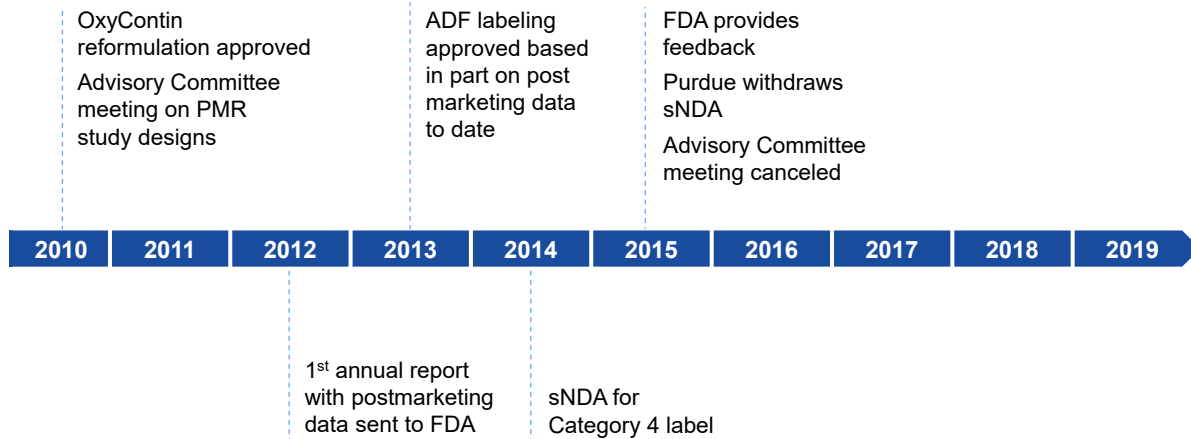 OxyContin
reformulation approved
Advisory Committee
meeting on PMR
study designs
ADF labeling
approved based
in part on post
marketing data
to date
FDA provides
feedback
Purdue withdraws
sNDA
Advisory Committee
meeting canceled
2010 2011 2012 2013 2014 2015 2016 2017 2018 2019
1st annual report
with postmarketing
data sent to FDA
sNDA for
Category 4 label